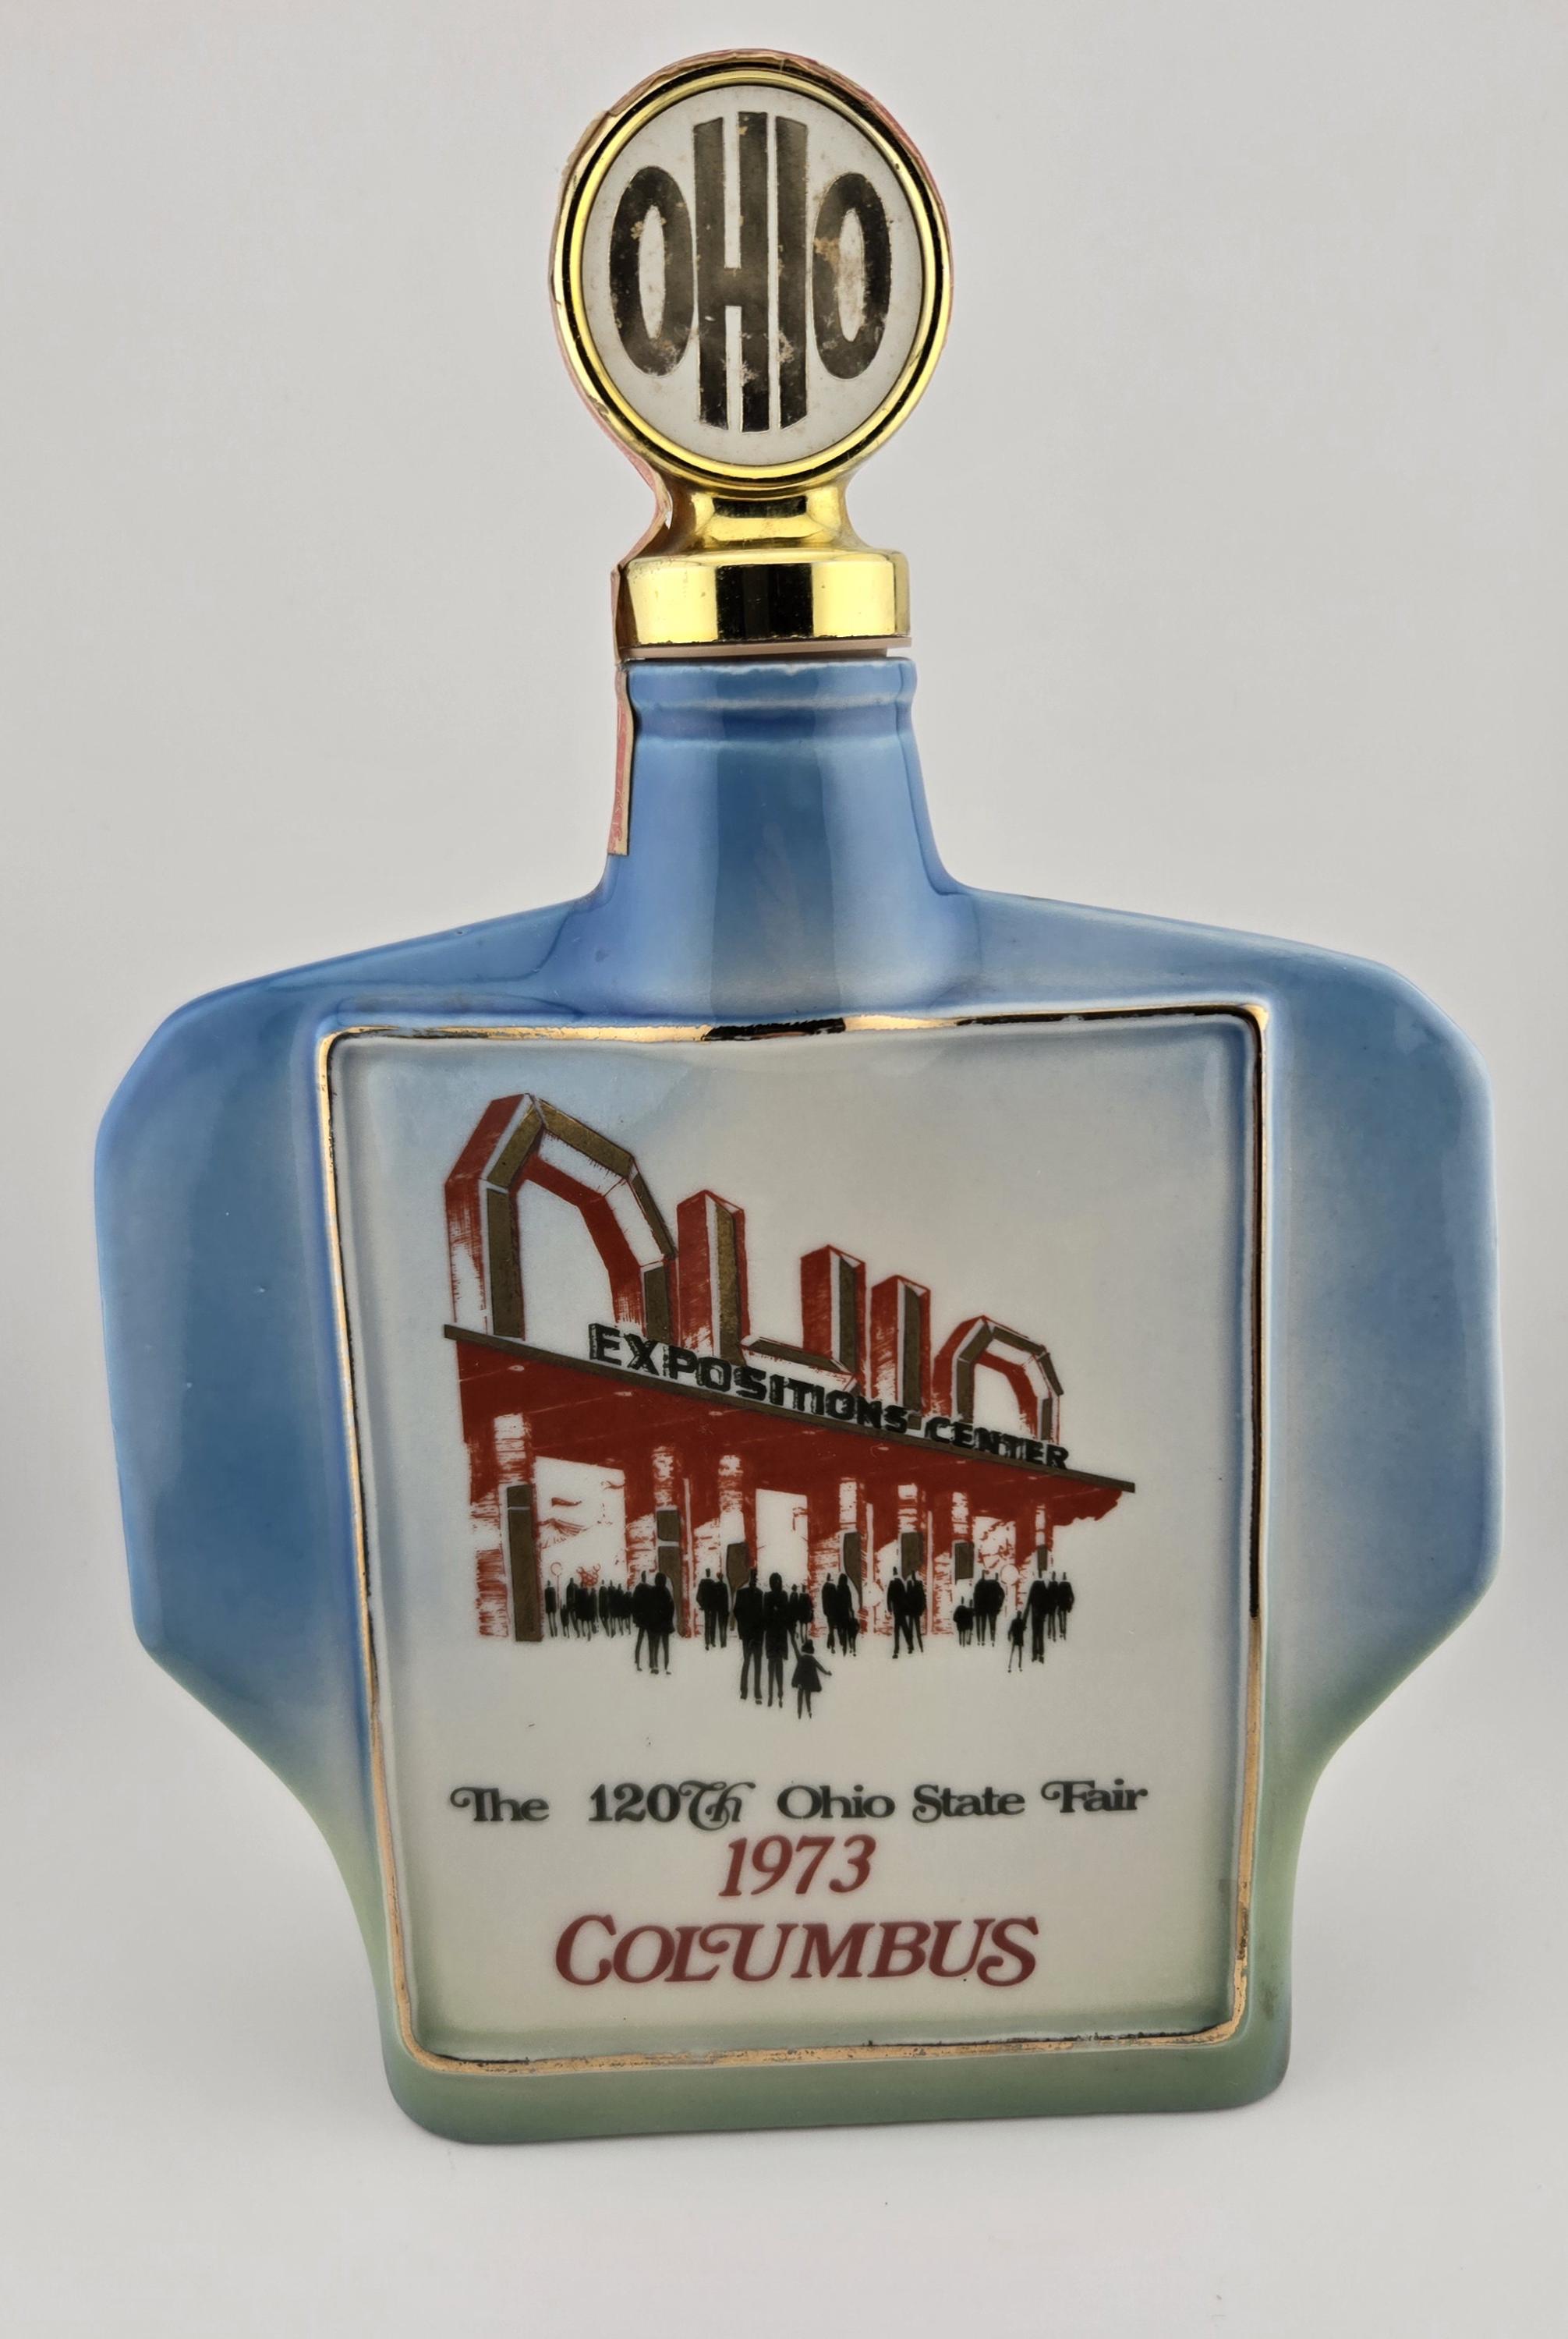 OHIO
OHIO
EXPOSITIONS CENTER
The 120Th Ohio State Fair
1973
COLUMBUS